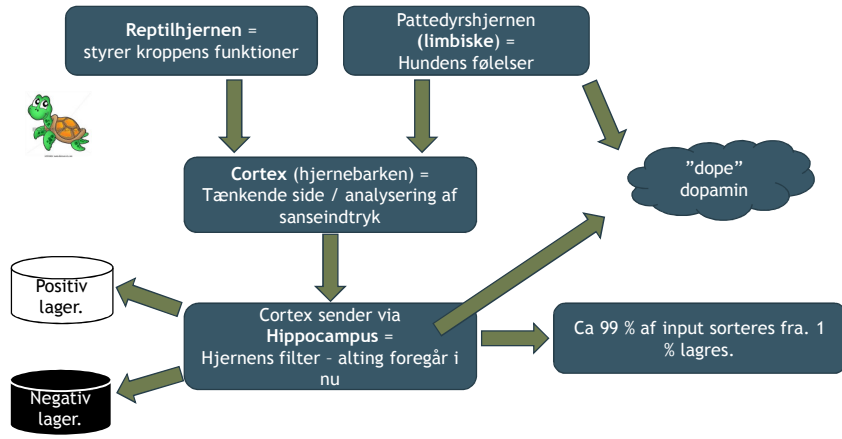 Reptilhjernen =
styrer kroppens funktioner
Pattedyrshjernen
(limbiske) =
Hundens følelser
Cortex (hjernebarken) =
Tænkende side / analysering af
sanseindtryk
"dope"
dopamin
Positiv
lager.
Cortex sender via
Hippocampus =
Hjernens filter – alting foregår i
nu
Ca 99 % af input sorteres fra. 1
% lagres.
Negativ
lager.